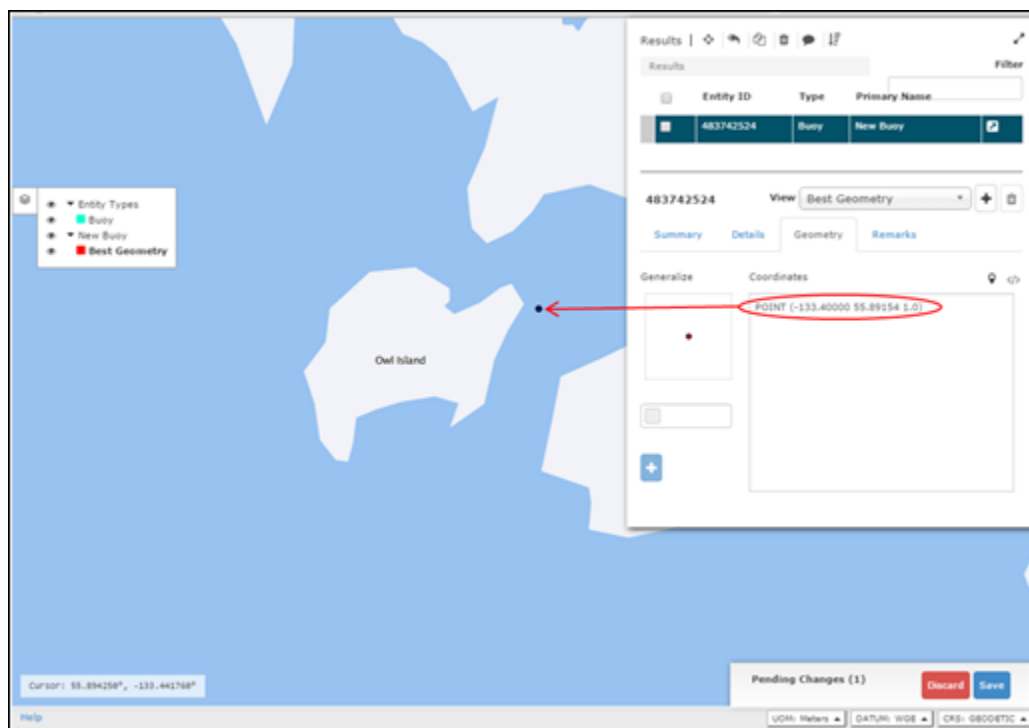 Results |
Results
Filter
Entity ID Type Primary Name
483742524 Buoy New Buoy
483742524 View Best Geometry
Summary Details Geometry Remarks
Generalize Coordinates
POINT (-133.40000 55.89154 1.0)
Entity Types
Buoy
New Buoy
Best Geometry
Owl Island
Pending Changes (1) Discard Save
Cursor: 55.894250°, -133.441760°
Help UOM: Meters DATUM: WGE CRS: GEODETIC